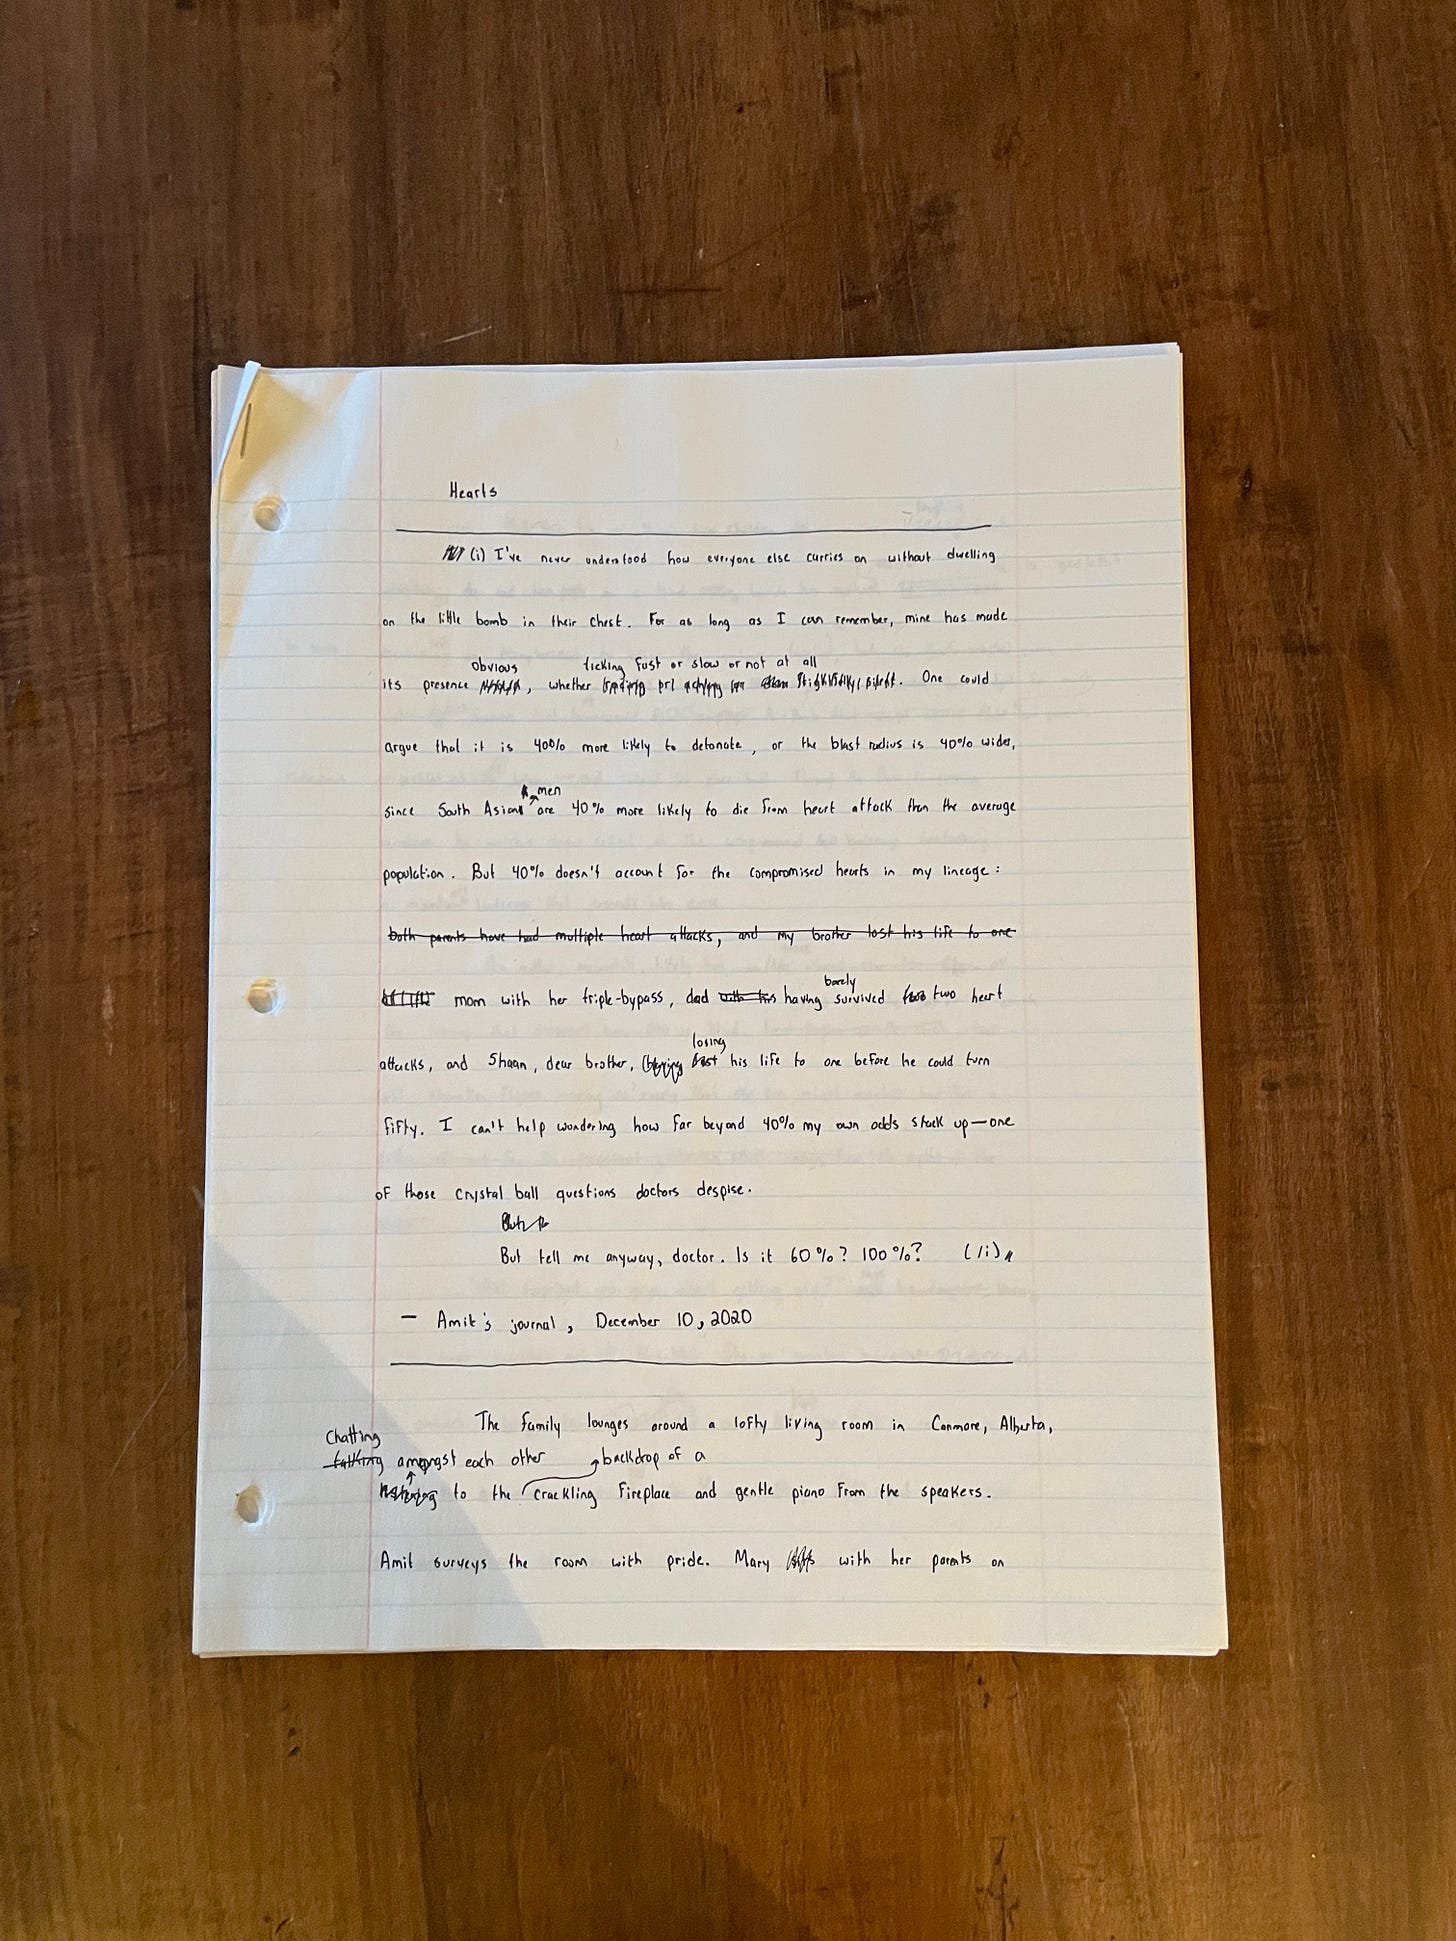 Hearts
(i) I've never understood how everyone else carries on without dwelling
on the little bomb in their chest. For as long as I can remember, mine has made
obvious ticking fast or slow or not at all
its presence , whether . One could
argue that it is 400% more likely to detonate, or the blast radius is 40% wider,
men
since South Asian are 40% more likely to die from heart attack than the average
population. But 40% doesn't account for the compromised hearts in my lineage:
both parents have had multiple heart attacks, and my brother lost his life to one
barely
mom with her triple-bypass, dad with his having survived two heart
losing
attacks, and Shaan, dear brother, his life to one before he could turn
fifty. I can't help wondering how far beyond 40% my own odds stack up—one
of those crystal ball questions doctors despise.
But tell me anyway, doctor. Is it 60%? 100%? (/i)
— Amit's journal, December 10, 2020
The family lounges around a lofty living room in Canmore, Alberta,
Chatting
talking amongst each other backdrop of a
listening to the crackling fireplace and gentle piano from the speakers.
Amit surveys the room with pride. Mary with her parents on